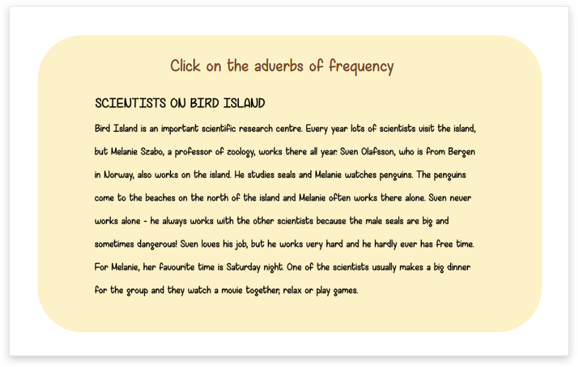 Click on the adverbs of frequency
SCIENTISTS ON BIRD ISLAND
Bird Island is an important scientific research centre. Every year lots of scientists visit the island,
but Melanie Szabo, a professor of zoology, works there all year. Sven Olafsson, who is from Bergen
in Norway, also works on the island. He studies seals and Melanie watches penguins. The penguins
come to the beaches on the north of the island and Melanie often works there alone. Sven never
works alone - he always works with the other scientists because the male seals are big and
sometimes dangerous! Sven loves his job, but he works very hard and he hardly ever has free time.
For Melanie, her favourite time is Saturday night. One of the scientists usually makes a big dinner
for the group and they watch a movie together, relax or play games.